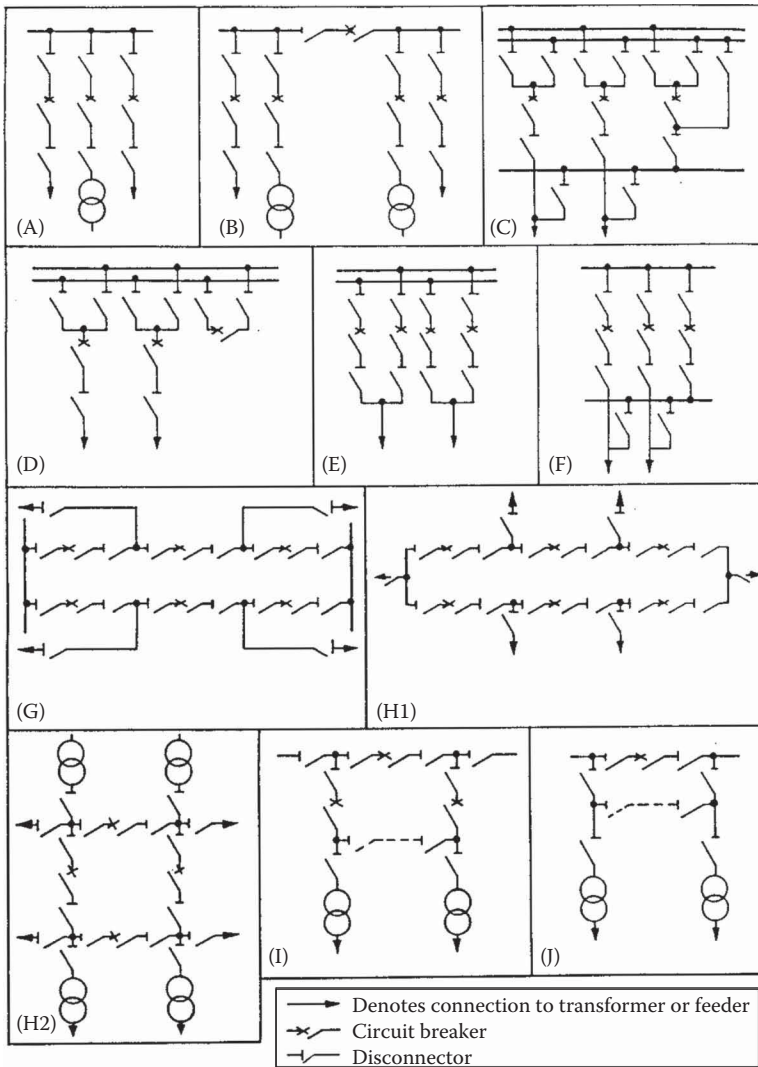 (A)
(B)
(C)
(D)
(E)
(F)
(G)
(H1)
(H2)
(I)
(J)
Denotes connection to transformer or feeder
Circuit breaker
Disconnector